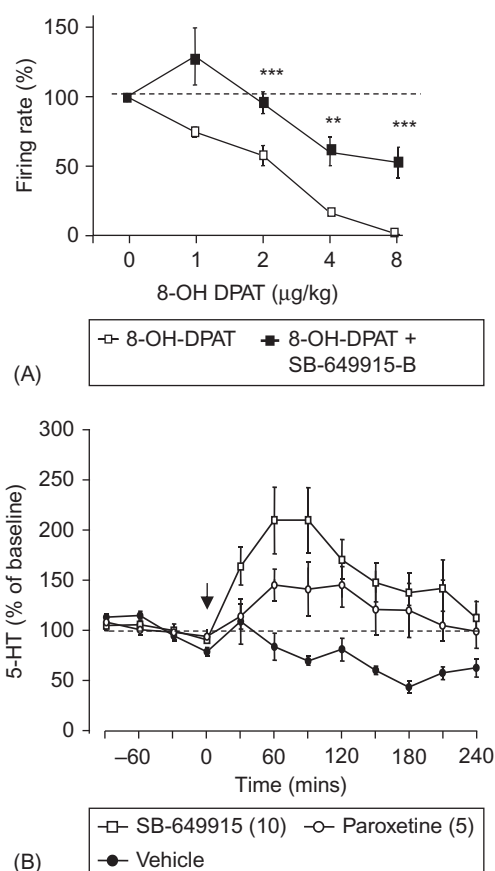 150
100
50
0
Firing rate (%)
***
**
***
0 1 2 4 8
8-OH DPAT (μg/kg)
8-OH-DPAT 8-OH-DPAT +
SB-649915-B
(A)
300
250
200
150
100
50
0
5-HT (% of baseline)
–60 0 60 120 180 240
Time (mins)
SB-649915 (10) Paroxetine (5)
Vehicle
(B)